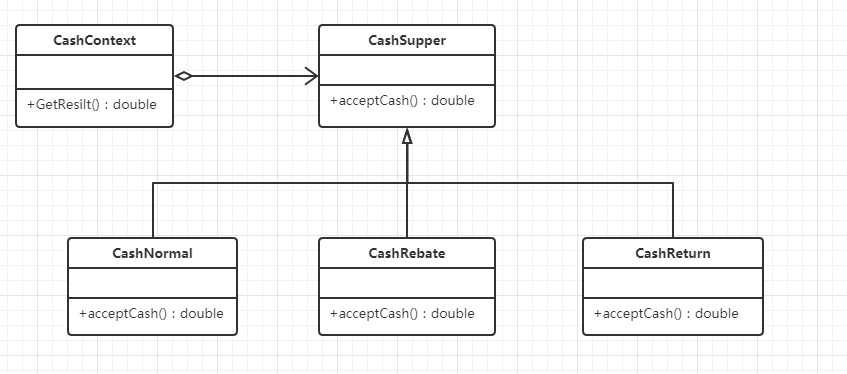 CashContext
+GetResilt() : double
CashSupper
+acceptCash() : double
CashNormal
+acceptCash() : double
CashRebate
+acceptCash() : double
CashReturn
+acceptCash() : double